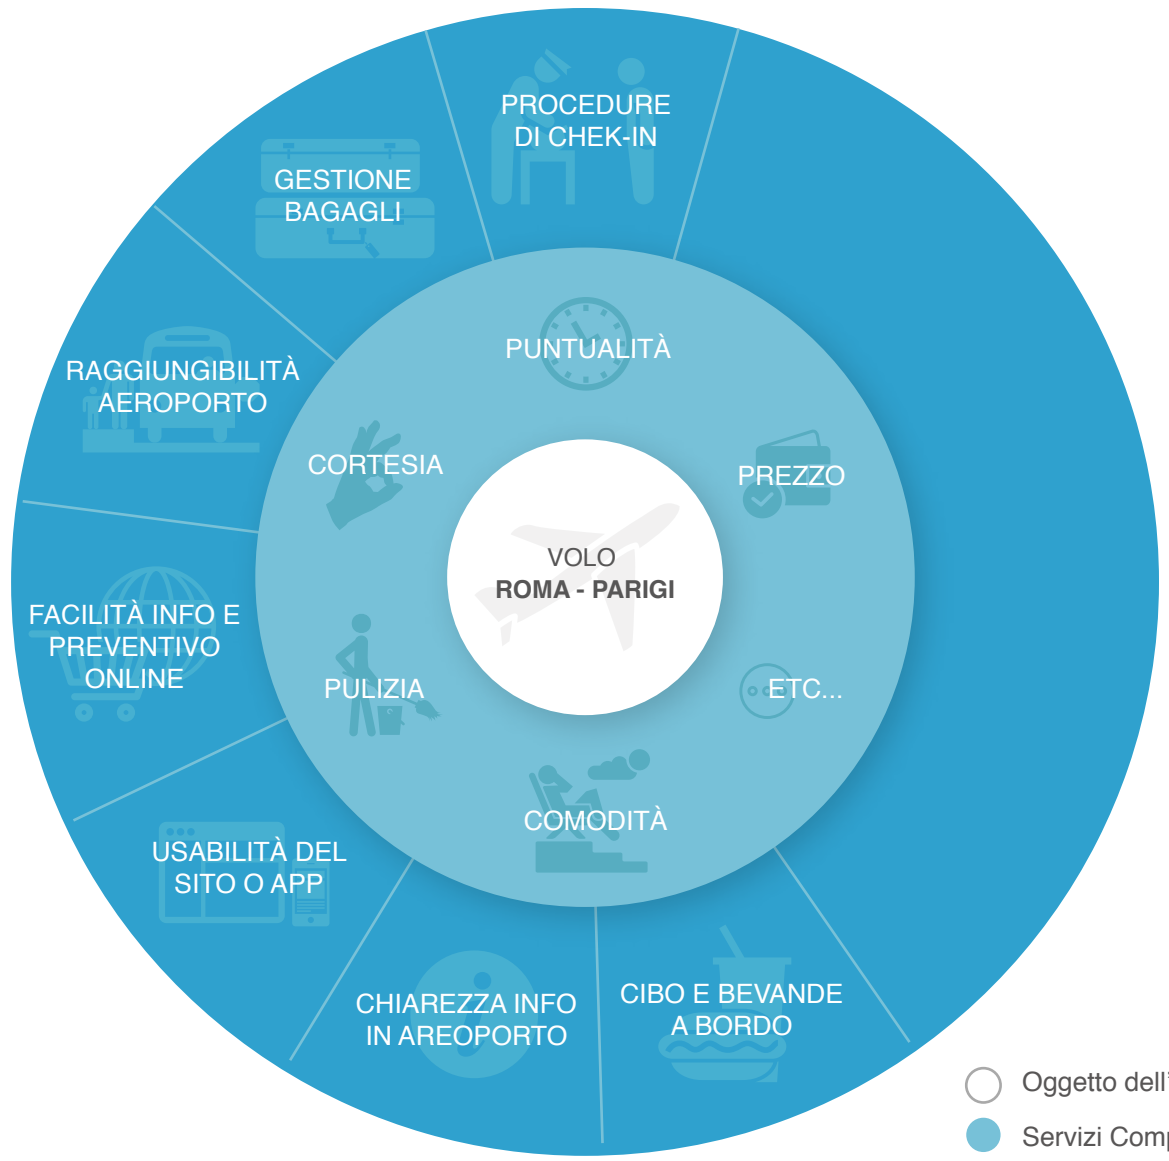 PROCEDURE
DI CHEK-IN
GESTIONE
BAGAGLI
RAGGIUNGIBILITÀ
AEROPORTO
FACILITÀ INFO E
PREVENTIVO
ONLINE
USABILITÀ DEL
SITO O APP
CHIAREZZA INFO
IN AREOPORTO
CIBO E BEVANDE
A BORDO
PUNTUALITÀ
CORTESIA
PREZZO
PULIZIA
ETC...
COMODITÀ
VOLO
ROMA - PARIGI
Oggetto dell'
Servizi